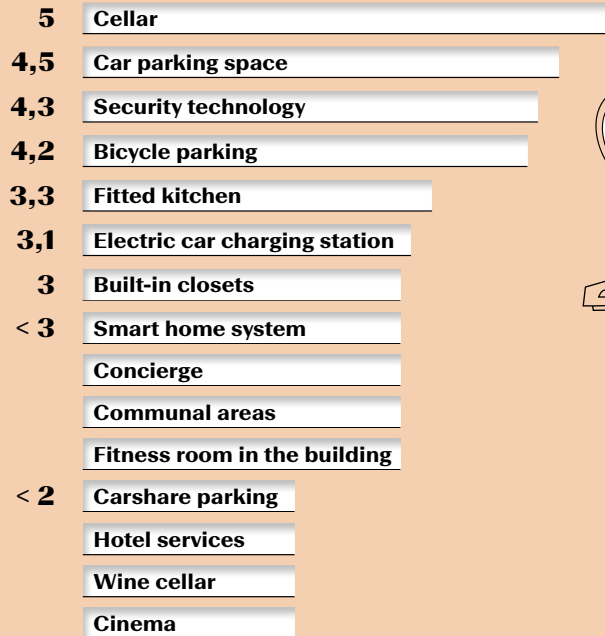 5 Cellar
4,5 Car parking space
4,3 Security technology
4,2 Bicycle parking
3,3 Fitted kitchen
3,1 Electric car charging station
3 Built-in closets
< 3 Smart home system
Concierge
Communal areas
Fitness room in the building
< 2 Carshare parking
Hotel services
Wine cellar
Cinema